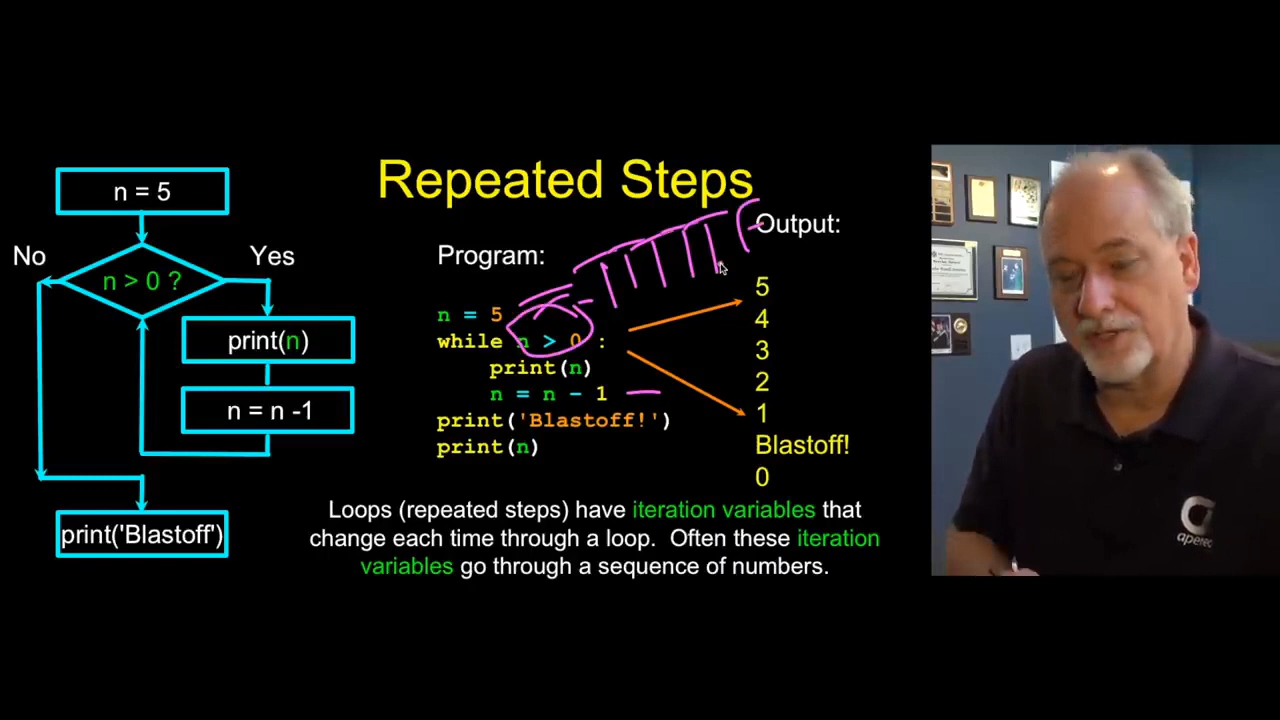 Repeated Steps
n = 5
No
n > 0 ?
Yes
print(n)
n = n -1
print('Blastoff')
Program:
n = 5
while n > 0 :
    print(n)
    n = n - 1
print('Blastoff!')
print(n)
Output:
5
4
3
2
1
Blastoff!
0
Loops (repeated steps) have iteration variables that
change each time through a loop.  Often these iteration
variables go through a sequence of numbers.